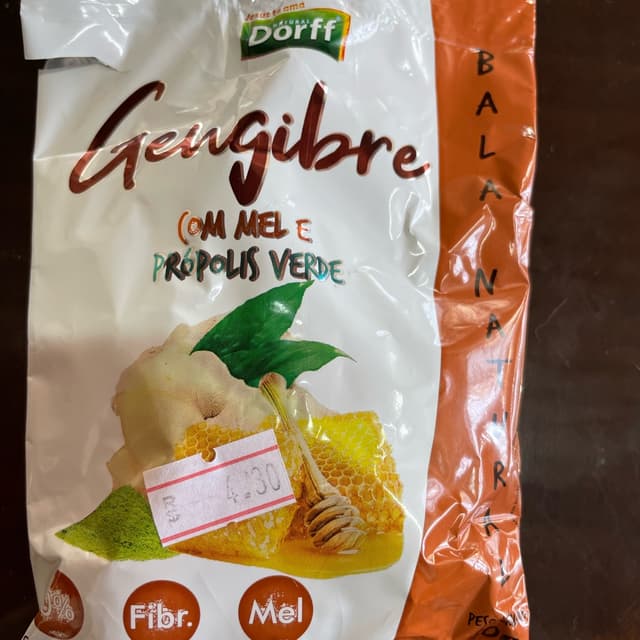 Dorff
Gengibre
COM MEL E
PRÓPOLIS VERDE
BALA NATURAL
4.30
Fibr.
Mel